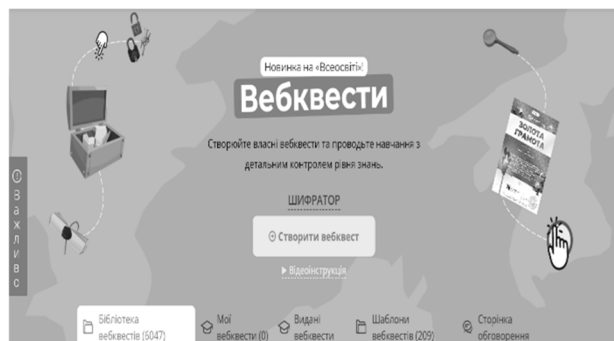 Новинка на «Всеосвіті»!
Вебквести
Створюйте власні вебквести та проводьте навчання з
детальним контролем рівня знань.
ШИФРАТОР
Створити вебквест
Відеоінструкція
Важливо
ЗОЛОТА
ГРАМОТА
Бібліотека
вебквестів (6047)
Мої
вебквести (0)
Видані
вебквести
Шаблони
вебквестів (209)
Сторінка
обговорення